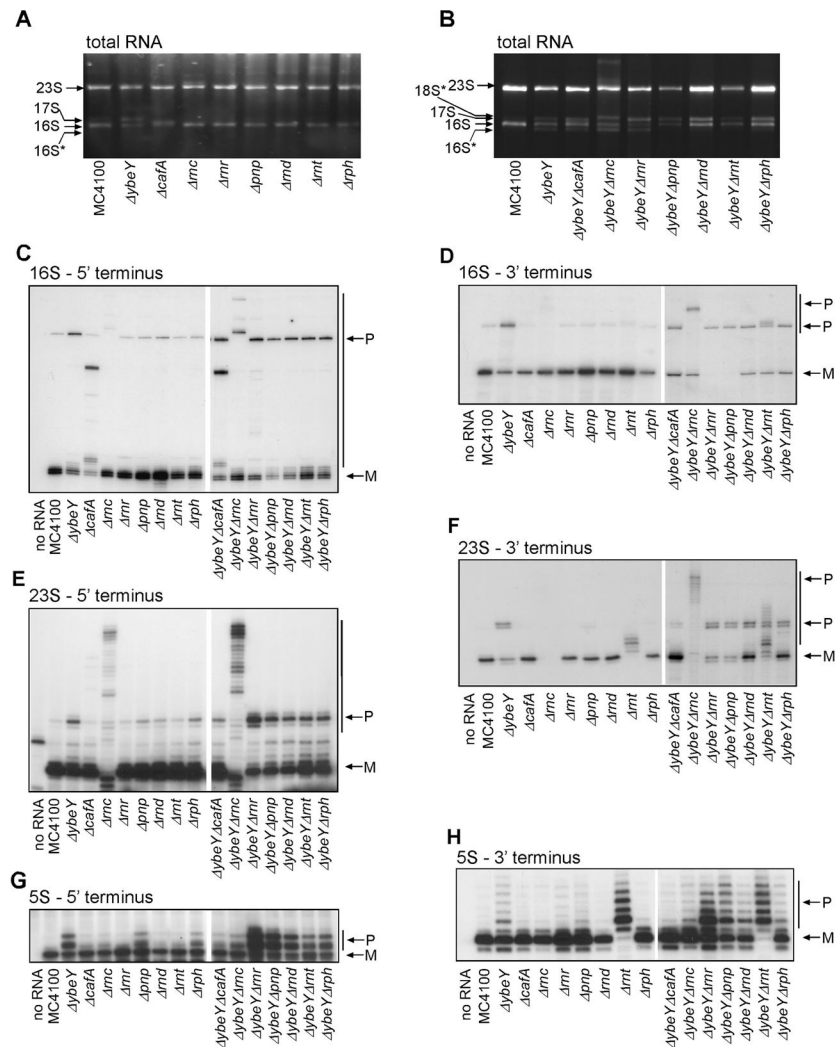 A
total RNA
23S
17S
16S
16S*
MC4100
ΔybeY
ΔcafA
Δrnc
Δrnr
Δpnp
Δrnd
Δrnt
Δrph
B
total RNA
23S
18S*
17S
16S
16S*
MC4100
ΔybeY
ΔybeYΔcafA
ΔybeYΔrnc
ΔybeYΔrnr
ΔybeYΔpnp
ΔybeYΔrnd
ΔybeYΔrnt
ΔybeYΔrph
C
16S - 5' terminus
P
M
no RNA
MC4100
ΔybeY
ΔcafA
Δrnc
Δrnr
Δpnp
Δrnd
Δrnt
Δrph
ΔybeYΔcafA
ΔybeYΔrnc
ΔybeYΔrnr
ΔybeYΔpnp
ΔybeYΔrnd
ΔybeYΔrnt
ΔybeYΔrph
D
16S - 3' terminus
P
P
M
no RNA
MC4100
ΔybeY
ΔcafA
Δrnc
Δrnr
Δpnp
Δrnd
Δrnt
Δrph
ΔybeYΔcafA
ΔybeYΔrnc
ΔybeYΔrnr
ΔybeYΔpnp
ΔybeYΔrnd
ΔybeYΔrnt
ΔybeYΔrph
E
23S - 5' terminus
P
M
no RNA
MC4100
ΔybeY
ΔcafA
Δrnc
Δrnr
Δpnp
Δrnd
Δrnt
Δrph
ΔybeYΔcafA
ΔybeYΔrnc
ΔybeYΔrnr
ΔybeYΔpnp
ΔybeYΔrnd
ΔybeYΔrnt
ΔybeYΔrph
F
23S - 3' terminus
P
P
M
no RNA
MC4100
ΔybeY
ΔcafA
Δrnc
Δrnr
Δpnp
Δrnd
Δrnt
Δrph
ΔybeYΔcafA
ΔybeYΔrnc
ΔybeYΔrnr
ΔybeYΔpnp
ΔybeYΔrnd
ΔybeYΔrnt
ΔybeYΔrph
G
5S - 5' terminus
P
M
no RNA
MC4100
ΔybeY
ΔcafA
Δrnc
Δrnr
Δpnp
Δrnd
Δrnt
Δrph
ΔybeYΔcafA
ΔybeYΔrnc
ΔybeYΔrnr
ΔybeYΔpnp
ΔybeYΔrnd
ΔybeYΔrnt
ΔybeYΔrph
H
5S - 3' terminus
P
M
no RNA
MC4100
ΔybeY
ΔcafA
Δrnc
Δrnr
Δpnp
Δrnd
Δrnt
Δrph
ΔybeYΔcafA
ΔybeYΔrnc
ΔybeYΔrnr
ΔybeYΔpnp
ΔybeYΔrnd
ΔybeYΔrnt
ΔybeYΔrph